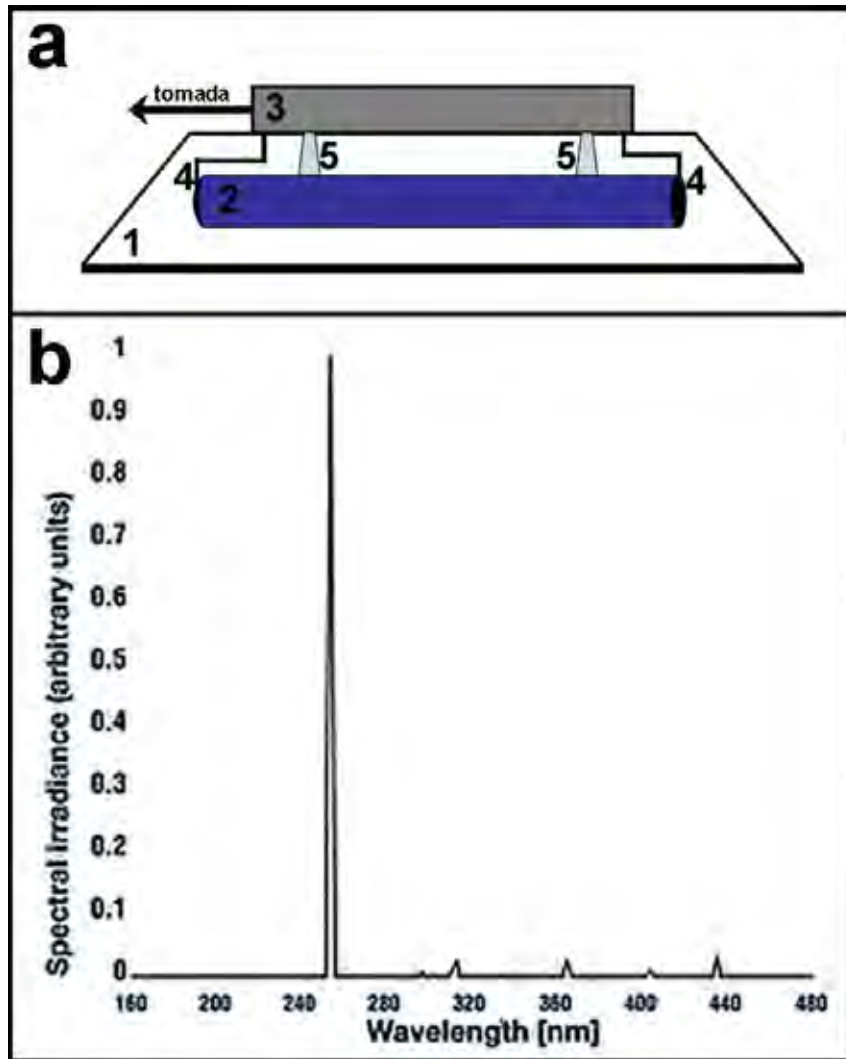 a
tomada
3
5 5
4 4
2
1
b
1
0.9
0.8
0.7
0.6
0.5
0.4
0.3
0.2
0.1
0
Spectral irradiance (arbitrary units)
160 200 240 280 320 360 400 440 480
Wavelength [nm]